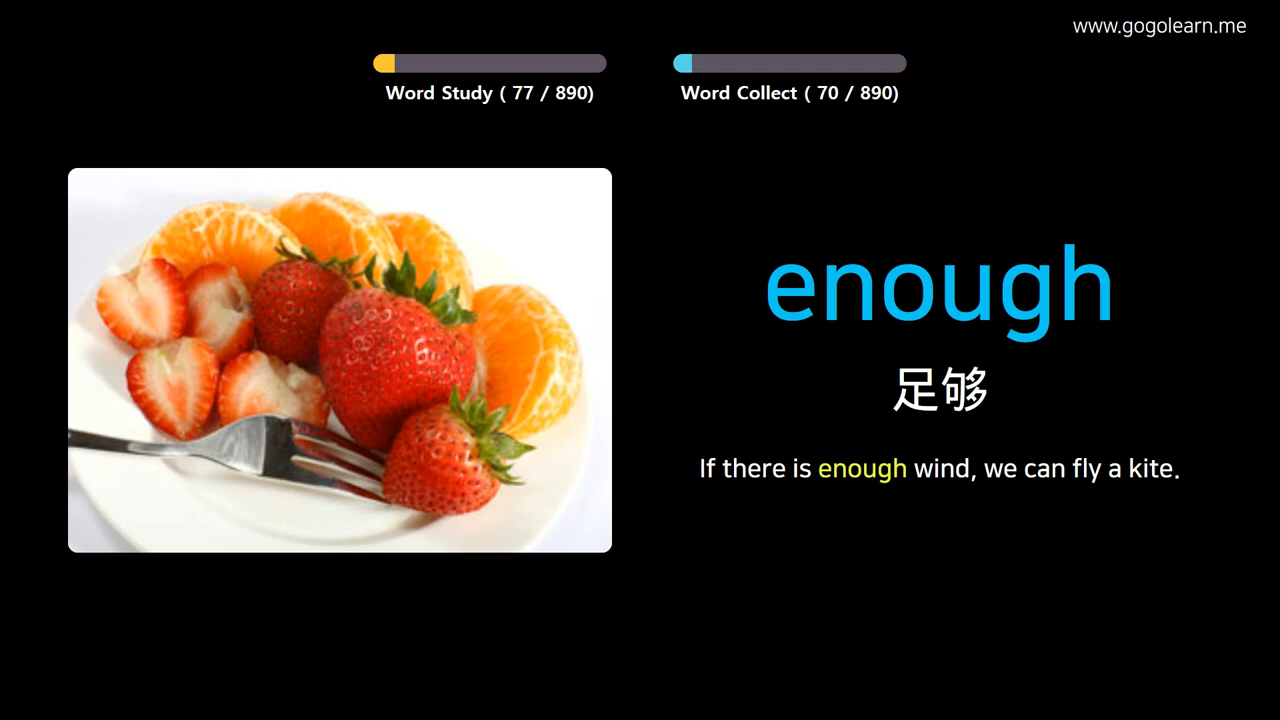 www.gogolearn.me
Word Study ( 77 / 890)
Word Collect ( 70 / 890)
enough
足够
If there is enough wind, we can fly a kite.